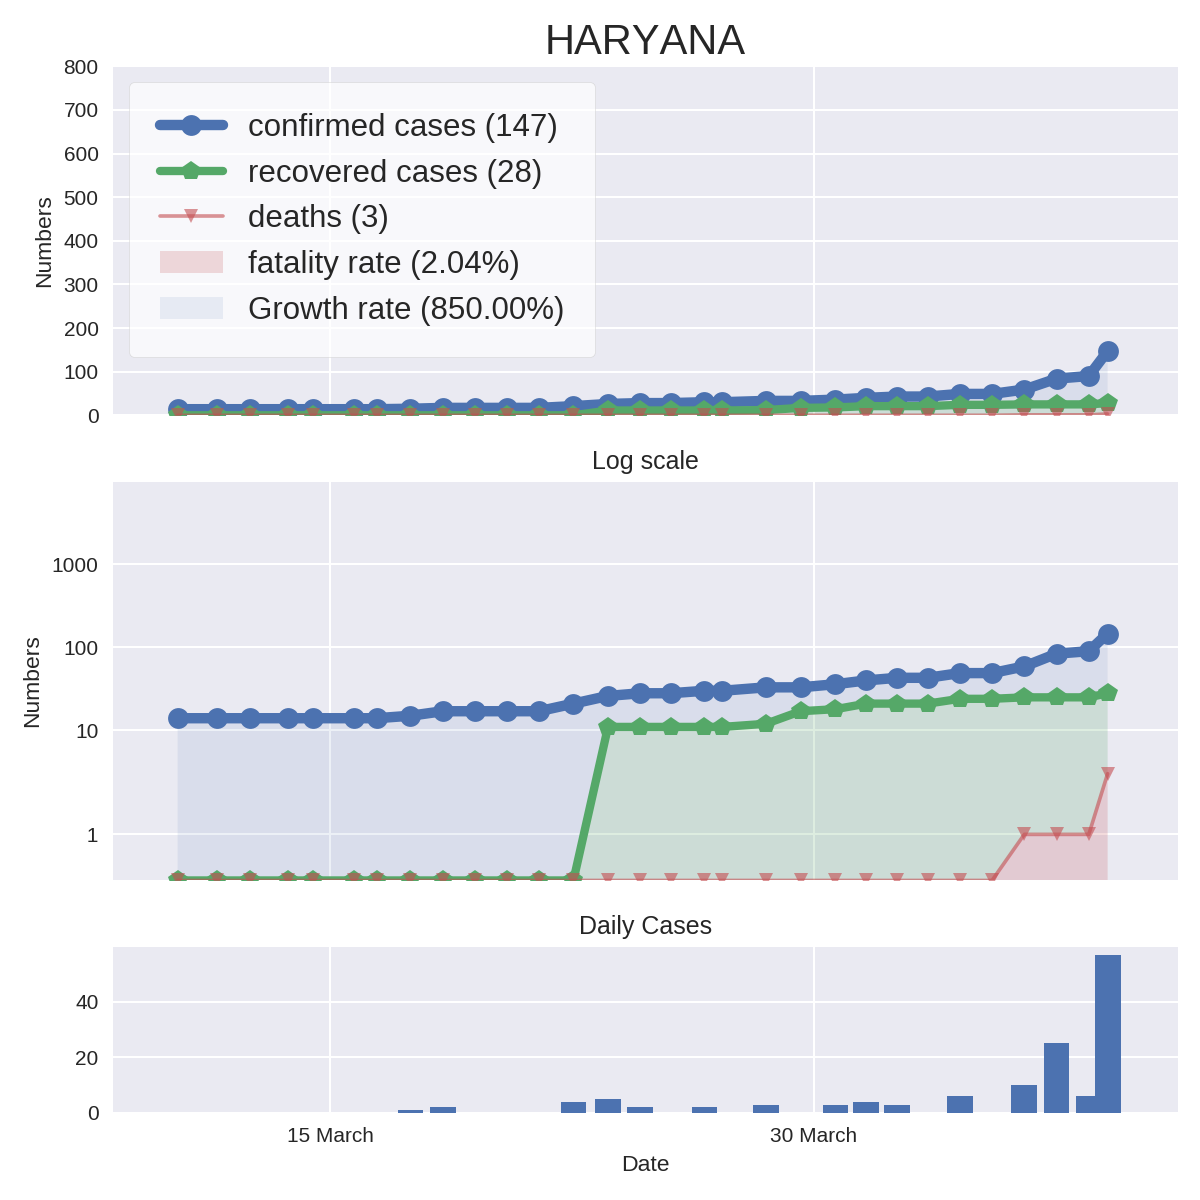 HARYANA
800
700
600
500
400
300
200
100
0
Numbers
confirmed cases (147)
recovered cases (28)
deaths (3)
fatality rate (2.04%)
Growth rate (850.00%)
Log scale
1000
100
10
1
Numbers
Daily Cases
40
20
0
15 March
30 March
Date